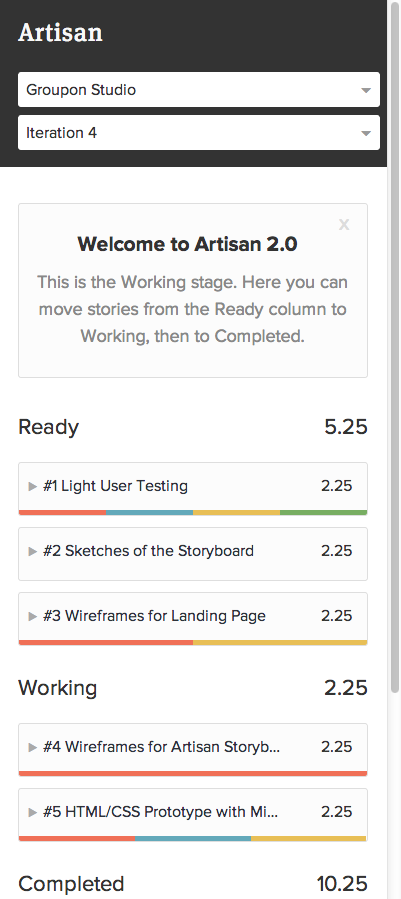 Artisan
Groupon Studio
Iteration 4
x
Welcome to Artisan 2.0
This is the Working stage. Here you can
move stories from the Ready column to
Working, then to Completed.
Ready 5.25
#1 Light User Testing 2.25
#2 Sketches of the Storyboard 2.25
#3 Wireframes for Landing Page 2.25
Working 2.25
#4 Wireframes for Artisan Storyb... 2.25
#5 HTML/CSS Prototype with Mi... 2.25
Completed 10.25